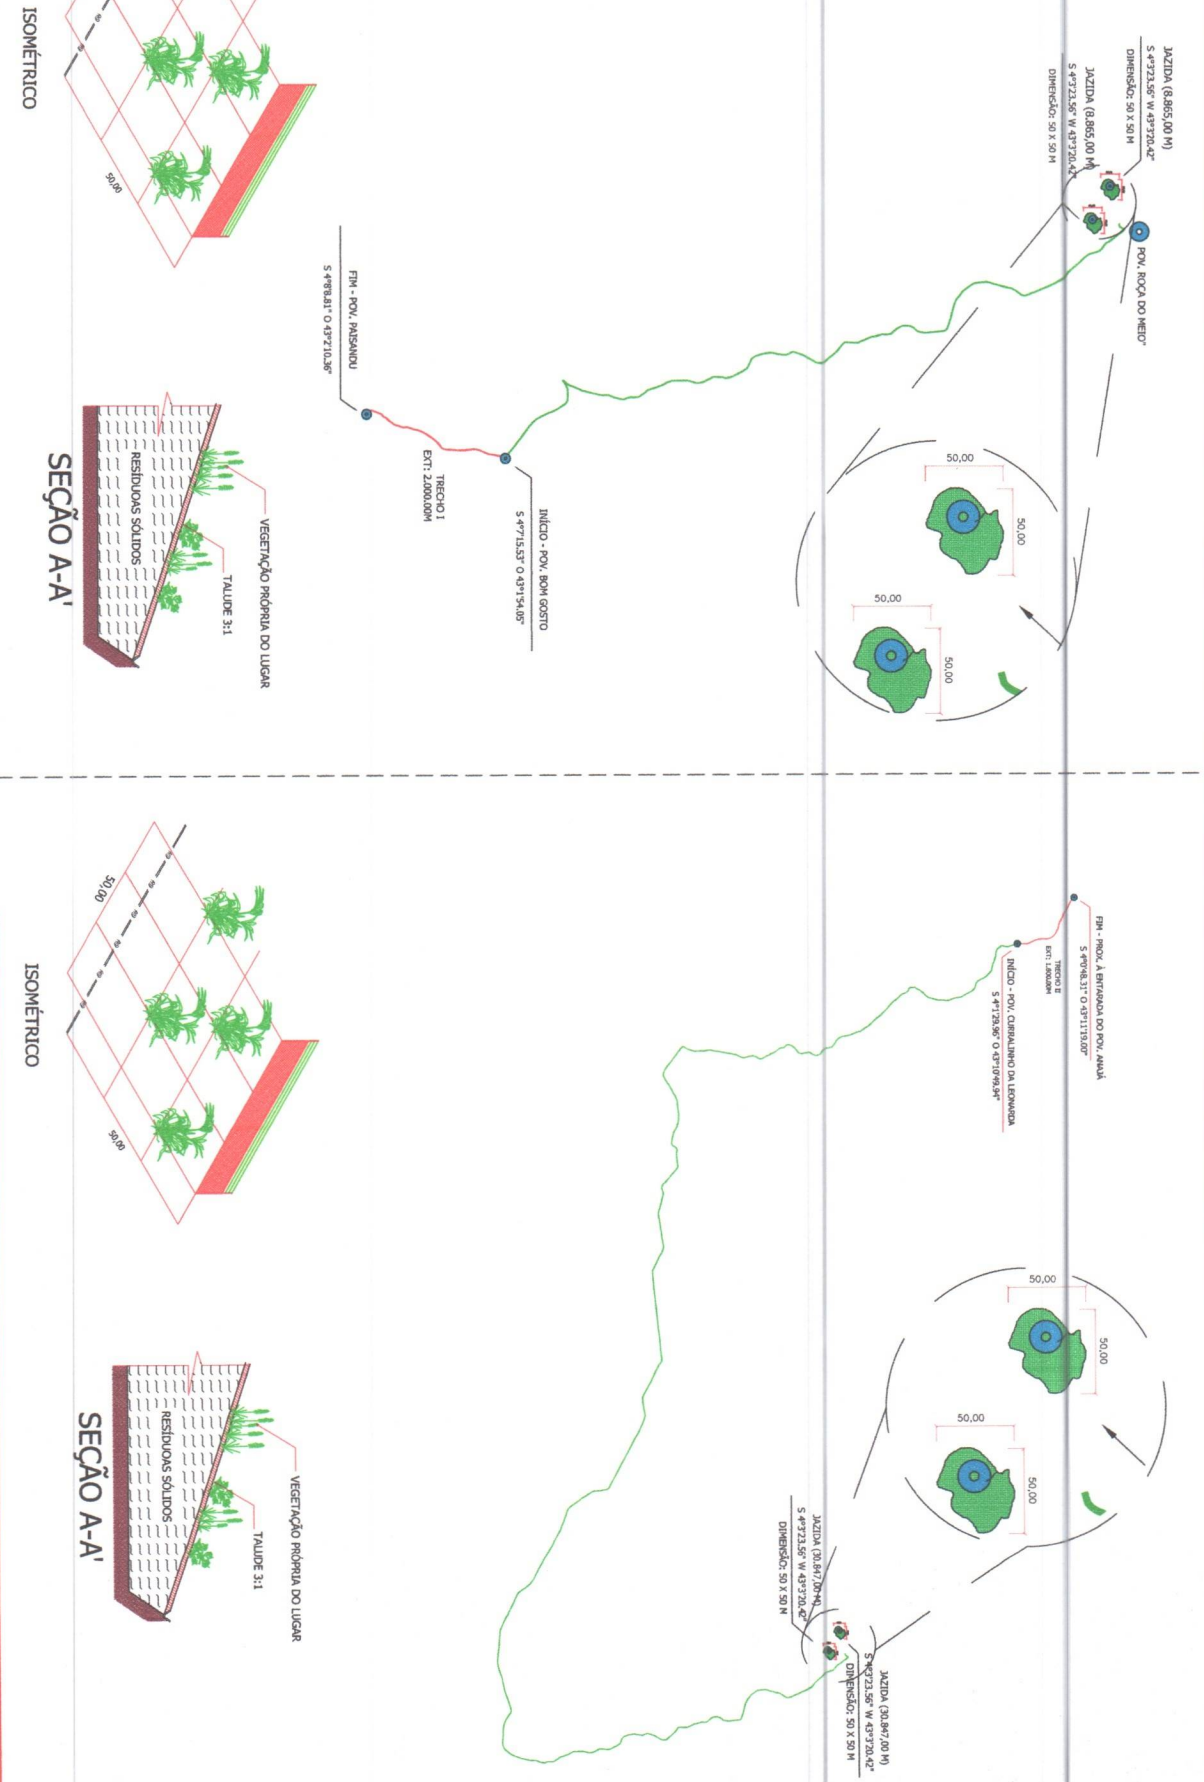 JAZIDA (8.865,00 M)
S 4°3'23.56" W 43°3'20.42"
DIMENSÃO: 50 X 50 M
JAZIDA (8.865,00 M)
S 4°3'23.56" W 43°3'20.42"
DIMENSÃO: 50 X 50 M
POV. ROÇA DO MEIO"
50,00
50,00
50,00
50,00
INÍCIO - POV. BOM GOSTO
S 4°7'15.53" O 43°1'54.05"
TRECHO I
EXT: 2.000.00M
FIM - POV. PAISANDU
S 4°8'8.81" O 43°2'10.36"
50,00
ISOMÉTRICO
VEGETAÇÃO PRÓPRIA DO LUGAR
TALUDE 3:1
RESÍDUOAS SÓLIDOS
SEÇÃO A-A'
FIM - PROX. À ENTARADA DO POV. ANAJÁ
S 4°0'48.31" O 43°11'19.00"
TRECHO II
EXT: 1.800.00M
INÍCIO - POV. CURRALINHO DA LEONARDA
S 4°1'29.96" O 43°10'49.94"
50,00
50,00
50,00
50,00
JAZIDA (30.847,00 M)
S 4°3'23.56" W 43°3'20.42"
DIMENSÃO: 50 X 50 M
JAZIDA (30.847,00 M)
S 4°3'23.56" W 43°3'20.42"
DIMENSÃO: 50 X 50 M
50,00
50,00
ISOMÉTRICO
VEGETAÇÃO PRÓPRIA DO LUGAR
TALUDE 3:1
RESÍDUOAS SÓLIDOS
SEÇÃO A-A'